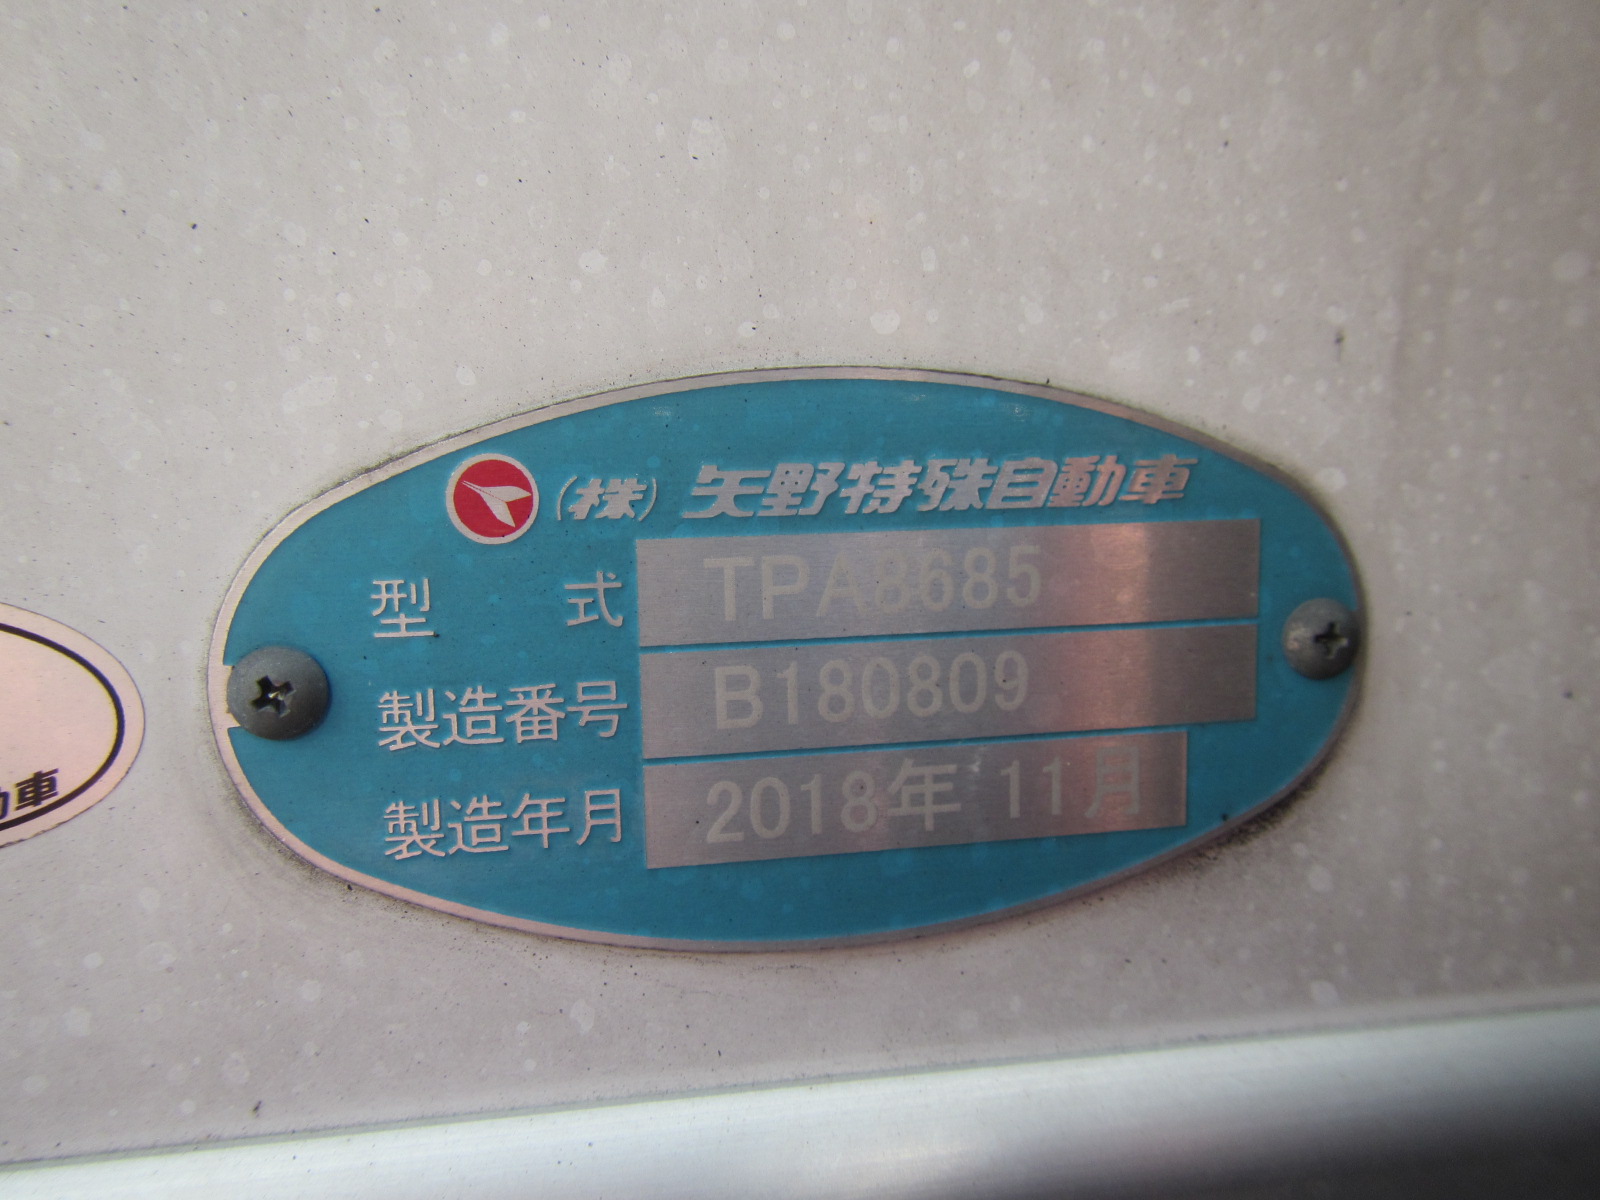 (株) 矢野特殊自動車
型 式 TPA8685
製造番号 B180809
製造年月 2018年 11月
車